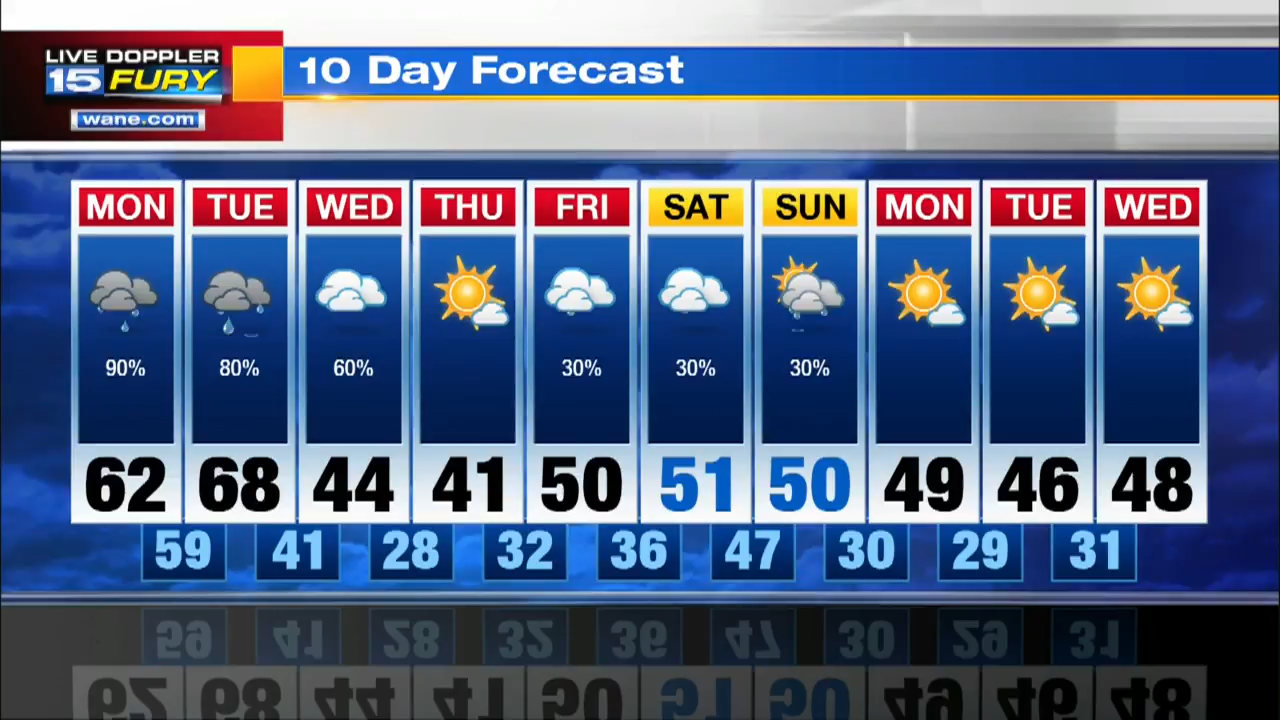 LIVE DOPPLER
15 FURY
wane.com
10 Day Forecast
MON TUE WED THU FRI SAT SUN MON TUE WED
90% 80% 60% 30% 30% 30%
62 68 44 41 50 51 50 49 46 48
59 41 28 32 36 47 30 29 31